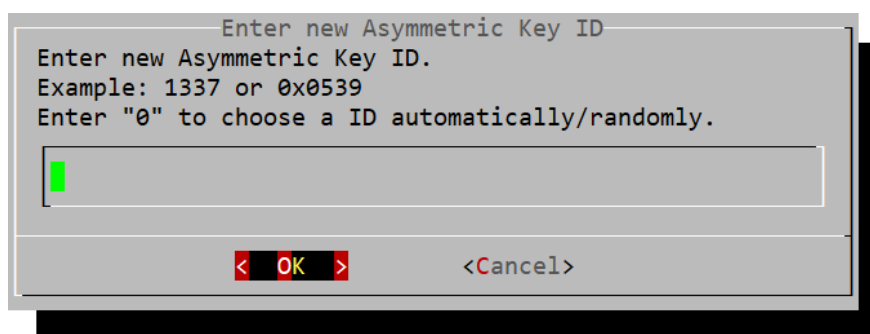 Enter new Asymmetric Key ID
Enter new Asymmetric Key ID.
Example: 1337 or 0x0539
Enter "0" to choose a ID automatically/randomly.
< OK > <Cancel>